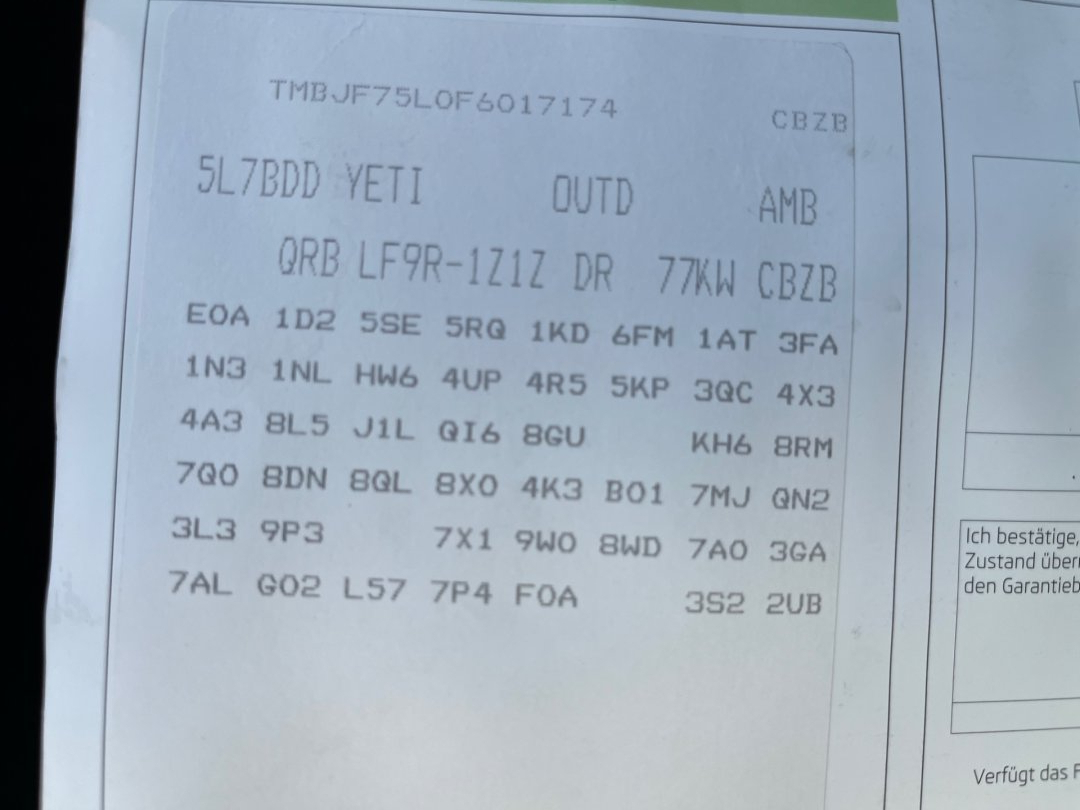 TMBJF75L0F6017174 CBZB
5L7BDD YETI OUTD AMB
QRB LF9R-1Z1Z DR 77KW CBZB
E0A 1D2 5SE 5RQ 1KD 6FM 1AT 3FA
1N3 1NL HW6 4UP 4R5 5KP 3QC 4X3
4A3 8L5 J1L QI6 8GU KH6 8RM
7Q0 8DN 8QL 8X0 4K3 B01 7MJ QN2
3L3 9P3 7X1 9W0 8WD 7A0 3GA
7AL G02 L57 7P4 F0A 3S2 2UB
Ich bestätige,
Zustand
den
Verfügt das